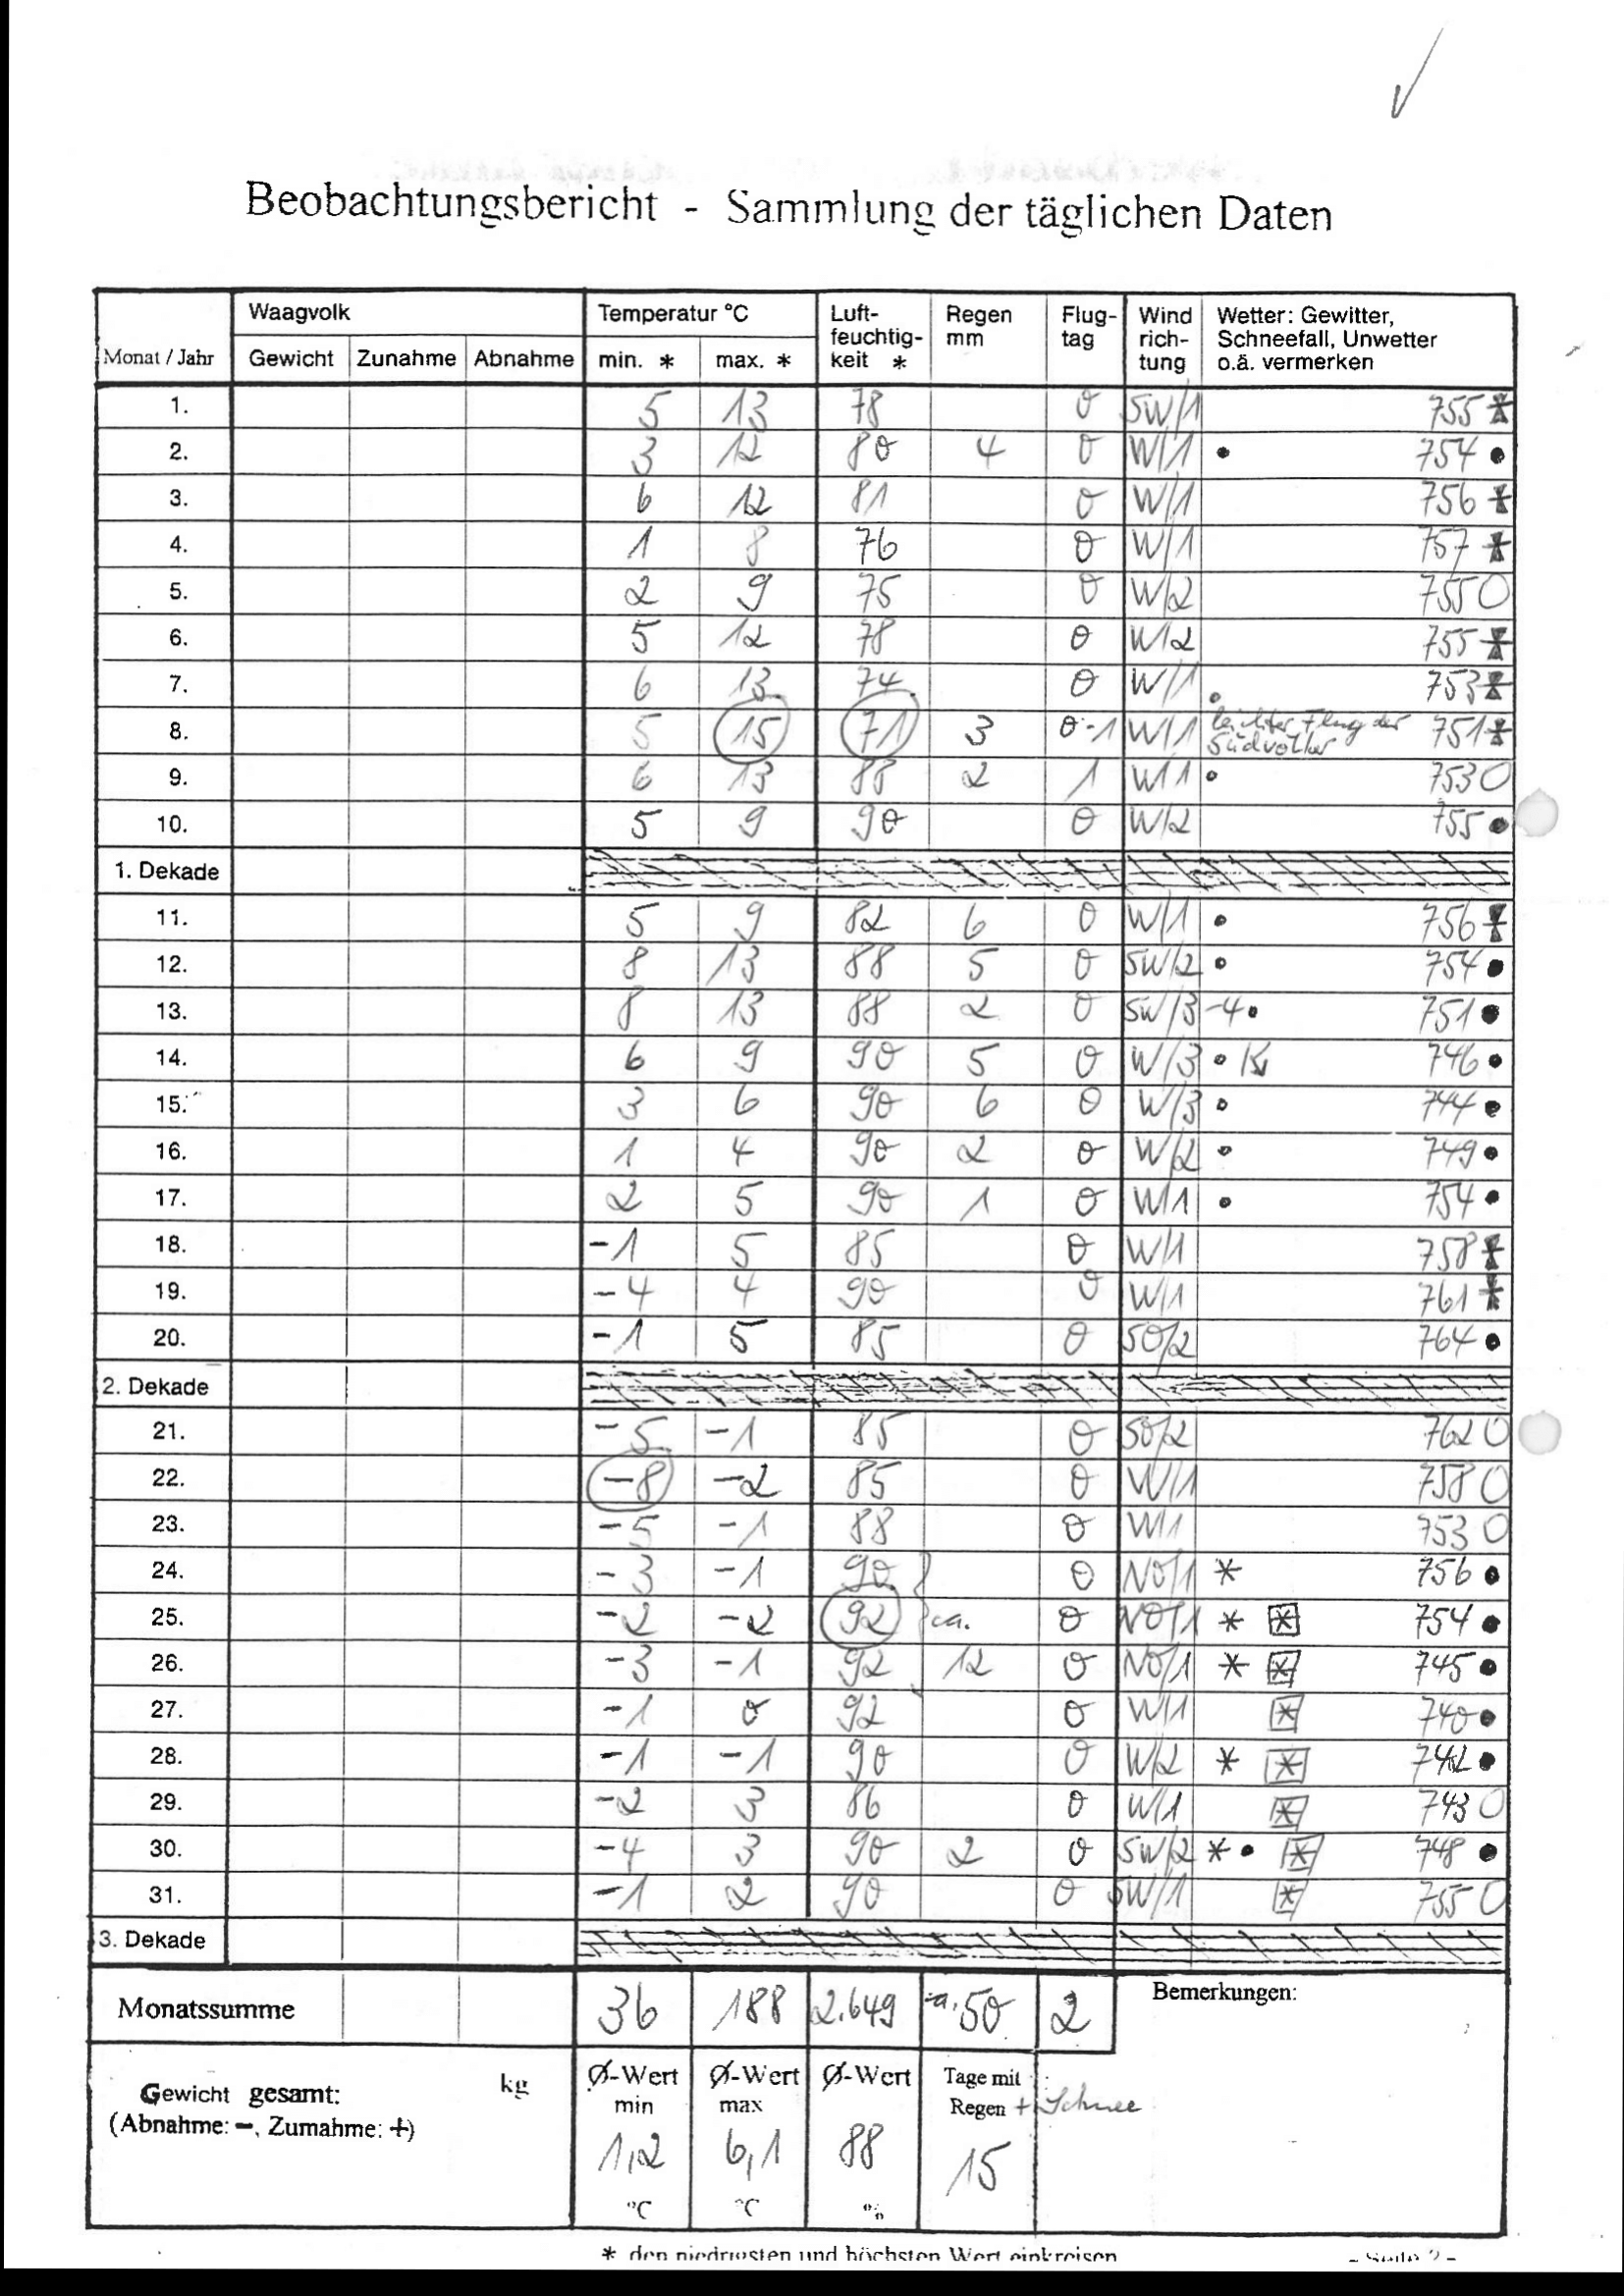 Beobachtungsbericht - Sammlung der täglichen Daten
Monat / Jahr Waagvolk Temperatur °C Luft-feuchtig-keit * Regen mm Flug-tag Wind rich-tung Wetter: Gewitter, Schneefall, Unwetter o.ä. vermerken
Gewicht Zunahme Abnahme min. * max. *
1. 5 13 78 0 SW/1 755
2. 3 12 80 4 0 W/1 • 754 •
3. 6 12 81 0 W/1 756
4. 1 8 76 0 W/1 757
5. 2 9 75 0 W/2 755 O
6. 5 12 78 0 W/2 755
7. 6 13 74 0 W/1 753
8. 5 15 71 3 0-1 W/1 leichter Flug der Südvölker 751
9. 6 13 88 2 1 W/1 • 753 O
10. 5 9 90 0 W/2 755 •
1. Dekade
11. 5 9 82 6 0 W/1 • 756
12. 8 13 88 5 0 SW/2 • 754 •
13. 8 13 88 2 0 SW/3-4 • 751 •
14. 6 9 90 5 0 W/3 • 746 •
15. 3 6 90 6 0 W/3 • 744 •
16. 1 4 90 2 0 W/2 • 749 •
17. 2 5 90 1 0 W/1 • 754 •
18. -1 5 85 0 W/1 758
19. -4 4 90 0 W/1 761
20. -1 5 85 0 SO/2 764 •
2. Dekade
21. -5 -1 85 0 SO/2 762 O
22. -8 -2 85 0 W/1 758 O
23. -5 -1 88 0 W/1 753 O
24. -3 -1 90 0 NO/1 * 756 •
25. -2 -2 92 ca. 0 NO/1 * * 754 •
26. -3 -1 92 12 0 NO/1 * * 745 •
27. -1 0 92 0 W/1 * 740 •
28. -1 -1 90 0 W/2 * * 742 •
29. -2 3 86 0 W/1 * 743 O
30. -4 3 90 2 0 SW/2 * • * 748 •
31. -1 2 90 0 SW/1 * 755 O
3. Dekade
Monatssumme 36 188 2.649 50 2 Bemerkungen:
Gewicht gesamt: kg
(Abnahme: -, Zumahme: +)
Ø-Wert min Ø-Wert max Ø-Wert Tage mit Regen + Schnee
1,2 6,1 88 15
°C °C %
* den niedrigsten und höchsten Wert einkreisen - Seite 2 -